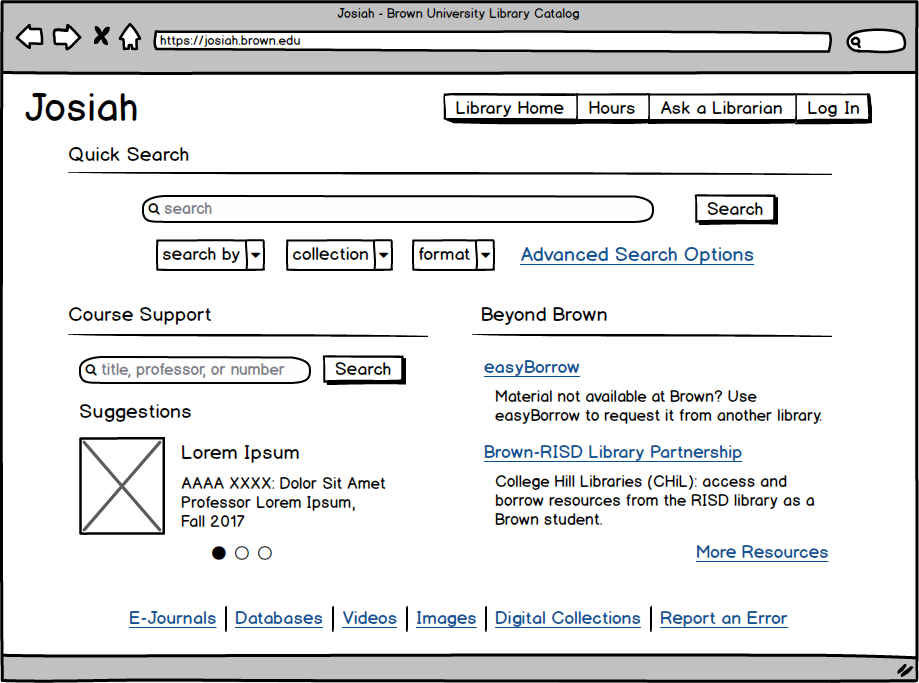 Josiah - Brown University Library Catalog
https://josiah.brown.edu
Josiah
Library Home Hours Ask a Librarian Log In
Quick Search
search Search
search by collection format Advanced Search Options
Course Support
title, professor, or number Search
Suggestions
Lorem Ipsum
AAAA XXXX: Dolor Sit Amet
Professor Lorem Ipsum,
Fall 2017
Beyond Brown
easyBorrow
Material not available at Brown? Use
easyBorrow to request it from another library.
Brown-RISD Library Partnership
College Hill Libraries (CHiL): access and
borrow resources from the RISD library as a
Brown student.
More Resources
E-Journals Databases Videos Images Digital Collections Report an Error